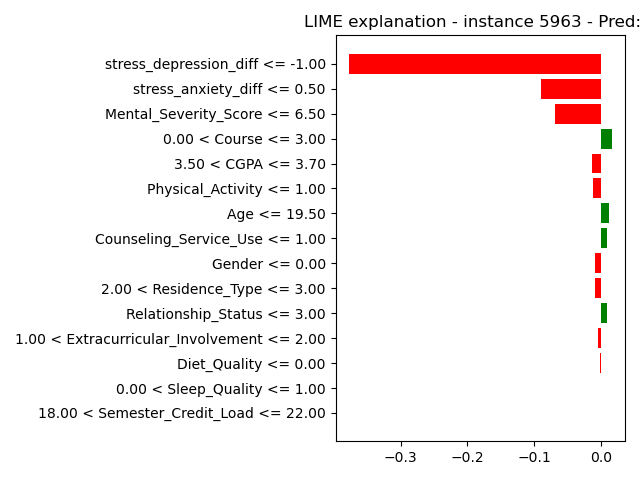 LIME explanation - instance 5963 - Pred:
stress_depression_diff <= -1.00
stress_anxiety_diff <= 0.50
Mental_Severity_Score <= 6.50
0.00 < Course <= 3.00
3.50 < CGPA <= 3.70
Physical_Activity <= 1.00
Age <= 19.50
Counseling_Service_Use <= 1.00
Gender <= 0.00
2.00 < Residence_Type <= 3.00
Relationship_Status <= 3.00
1.00 < Extracurricular_Involvement <= 2.00
Diet_Quality <= 0.00
0.00 < Sleep_Quality <= 1.00
18.00 < Semester_Credit_Load <= 22.00
−0.3 −0.2 −0.1 0.0